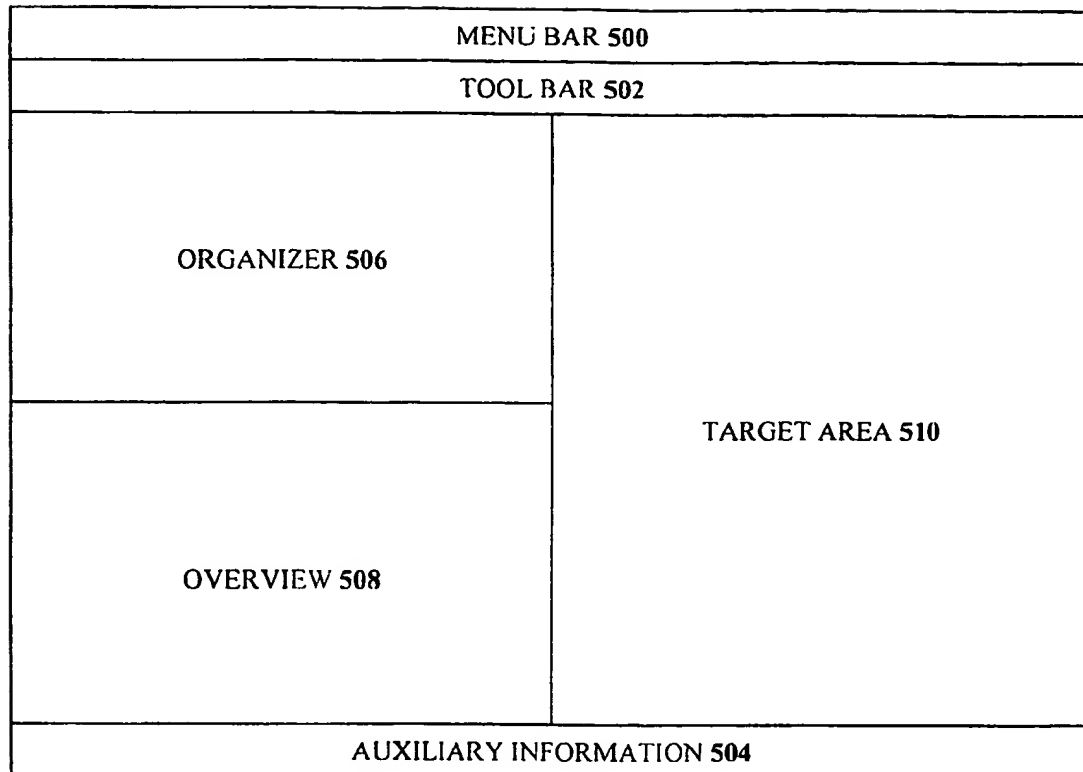 MENU BAR 500
TOOL BAR 502
ORGANIZER 506
TARGET AREA 510
OVERVIEW 508
AUXILIARY INFORMATION 504